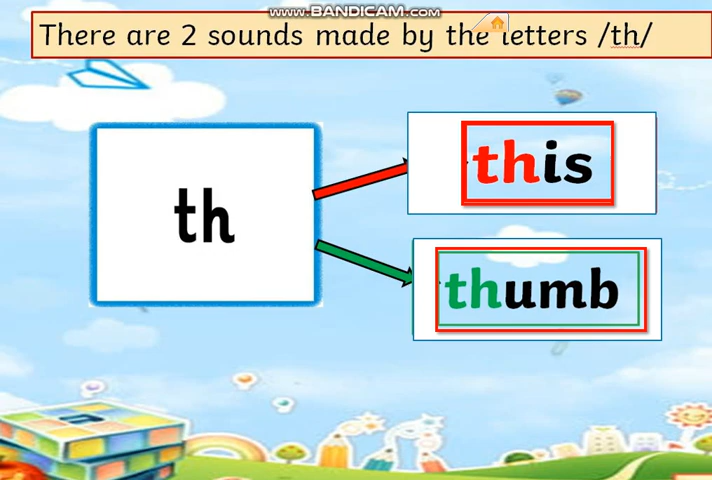 www.BANDICAM.com
There are 2 sounds made by the letters /th/
th
this
thumb